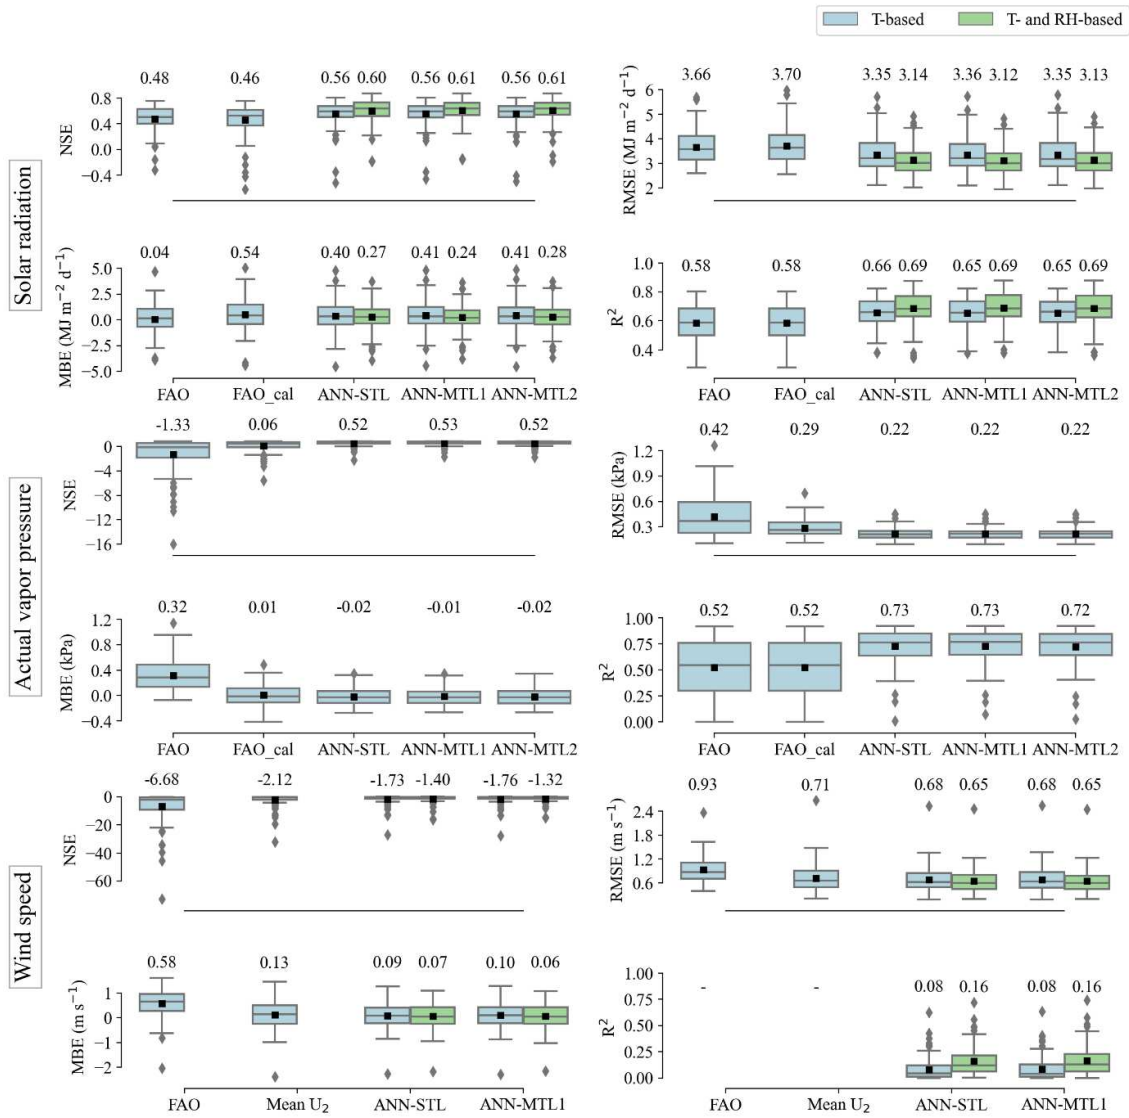 T-based T- and RH-based
Solar radiation
0.48 0.46 0.56 0.60 0.56 0.61 0.56 0.61
NSE
0.8
0.4
0.0
−0.4
3.66 3.70 3.35 3.14 3.36 3.12 3.35 3.13
RMSE (MJ m⁻² d⁻¹)
6
5
4
3
2
0.04 0.54 0.40 0.27 0.41 0.24 0.41 0.28
MBE (MJ m⁻² d⁻¹)
5.0
2.5
0.0
−2.5
−5.0
FAO FAO_cal ANN-STL ANN-MTL1 ANN-MTL2
0.58 0.58 0.66 0.69 0.65 0.69 0.65 0.69
R²
1.0
0.8
0.6
0.4
FAO FAO_cal ANN-STL ANN-MTL1 ANN-MTL2
Actual vapor pressure
-1.33 0.06 0.52 0.53 0.52
NSE
0
−4
−8
−12
−16
0.42 0.29 0.22 0.22 0.22
RMSE (kPa)
1.2
0.9
0.6
0.3
0.32 0.01 -0.02 -0.01 -0.02
MBE (kPa)
1.2
0.8
0.4
0.0
−0.4
FAO FAO_cal ANN-STL ANN-MTL1 ANN-MTL2
0.52 0.52 0.73 0.73 0.72
R²
1.00
0.75
0.50
0.25
0.00
FAO FAO_cal ANN-STL ANN-MTL1 ANN-MTL2
Wind speed
-6.68 -2.12 -1.73 -1.40 -1.76 -1.32
NSE
0
−20
−40
−60
0.93 0.71 0.68 0.65 0.68 0.65
RMSE (m s⁻¹)
2.4
1.8
1.2
0.6
0.58 0.13 0.09 0.07 0.10 0.06
MBE (m s⁻¹)
1
0
−1
−2
FAO Mean U₂ ANN-STL ANN-MTL1
- - 0.08 0.16 0.08 0.16
R²
1.00
0.75
0.50
0.25
0.00
FAO Mean U₂ ANN-STL ANN-MTL1